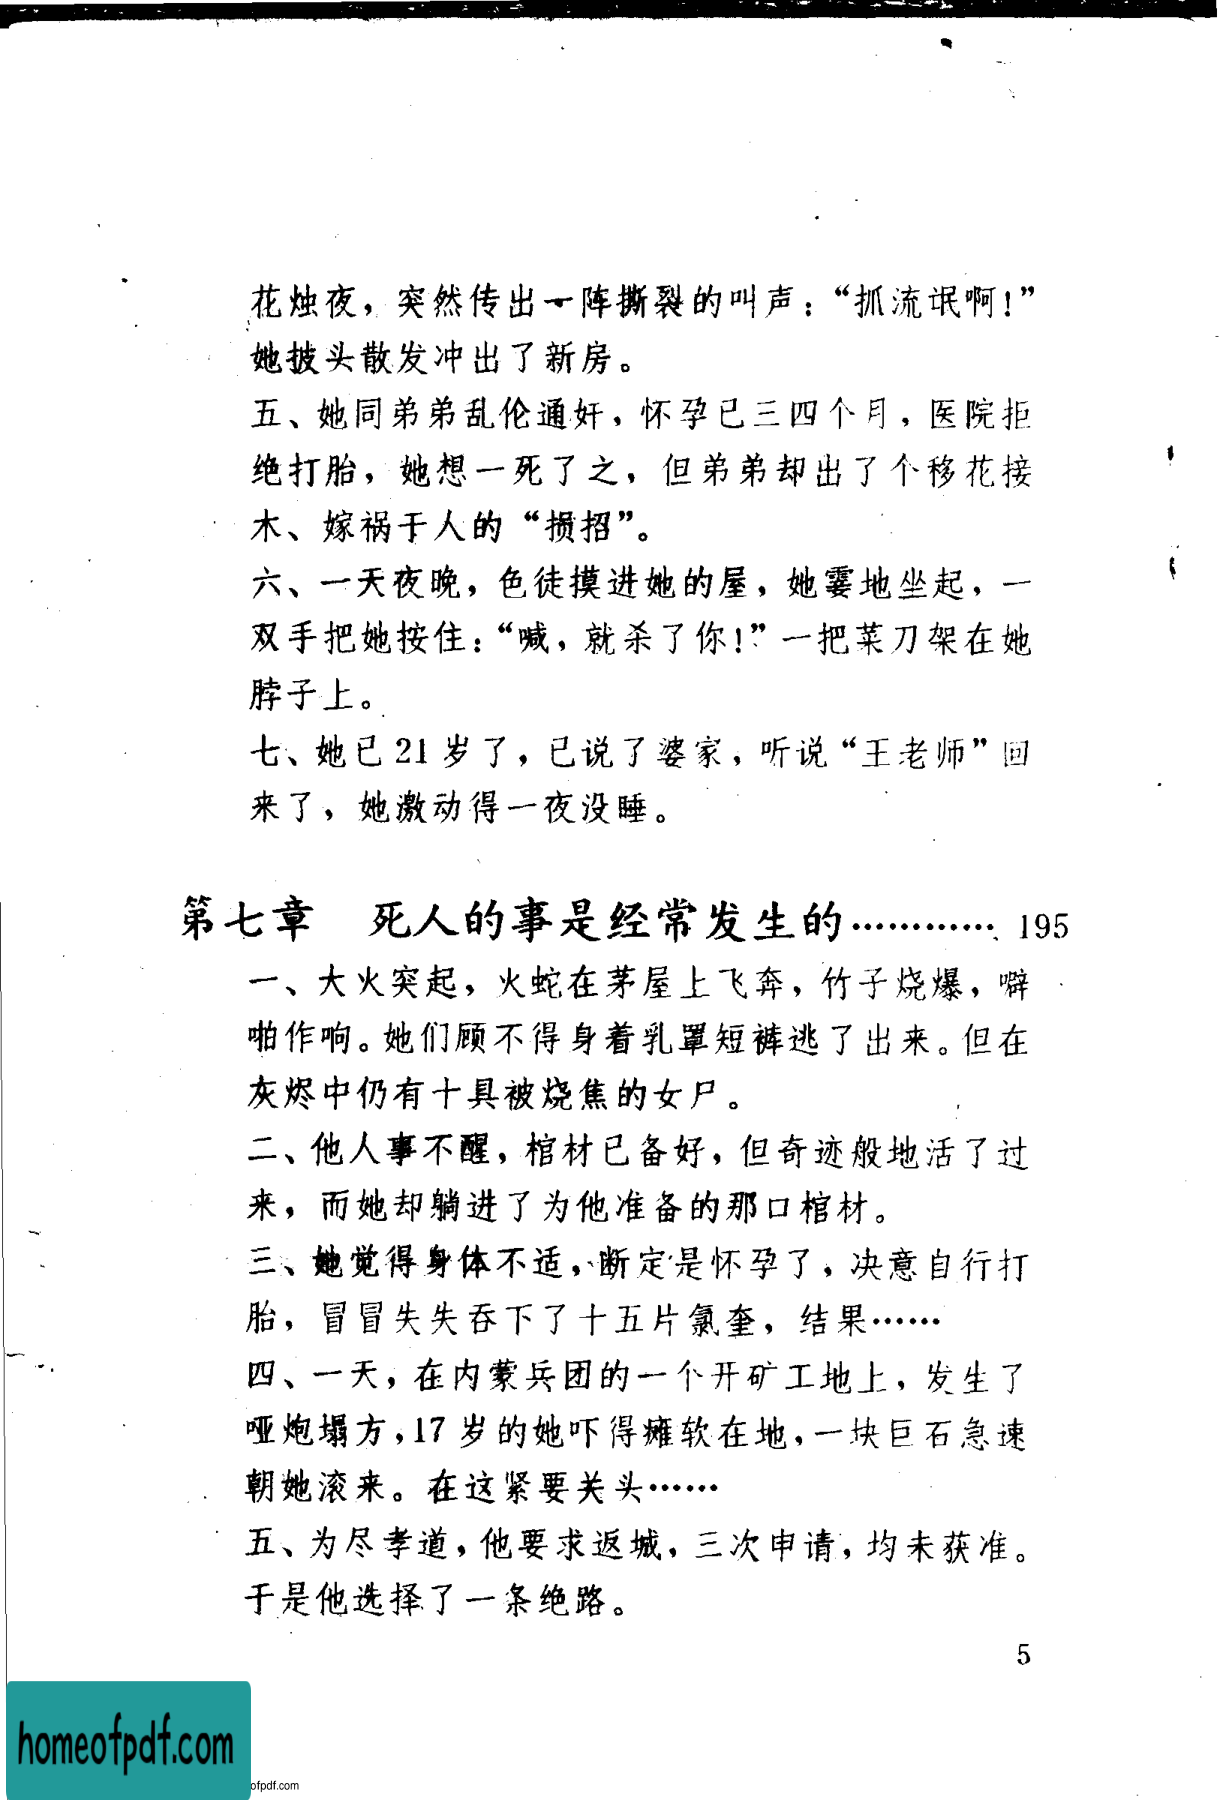 花烛夜，突然传出一阵撕裂的叫声：“抓流氓啊！”
她披头散发冲出了新房。
五、她同弟弟乱伦通奸，怀孕已三四个月，医院拒
绝打胎，她想一死了之，但弟弟却出了个移花接
木、嫁祸于人的“损招”。
六、一天夜晚，色徒摸进她的屋，她霎地坐起，一
双手把她按住：“喊，就杀了你！”一把菜刀架在她
脖子上。
七、她已21岁了，已说了婆家，听说“王老师”回
来了，她激动得一夜没睡。
第七章　死人的事是经常发生的………… 195
一、大火突起，火蛇在茅屋上飞奔，竹子烧爆，噼
啪作响。她们顾不得身着乳罩短裤逃了出来。但在
灰烬中仍有十具被烧焦的女尸。
二、他人事不醒，棺材已备好，但奇迹般地活了过
来，而她却躺进了为他准备的那口棺材。
三、她觉得身体不适，断定是怀孕了，决意自行打
胎，冒冒失失吞下了十五片氯奎，结果……
四、一天，在内蒙兵团的一个开矿工地上，发生了
哑炮塌方，17岁的她吓得瘫软在地，一块巨石急速
朝她滚来。在这紧要关头……
五、为尽孝道，他要求返城，三次申请，均未获准。
于是他选择了一条绝路。
5
homeofpdf.com
ofpdf.com